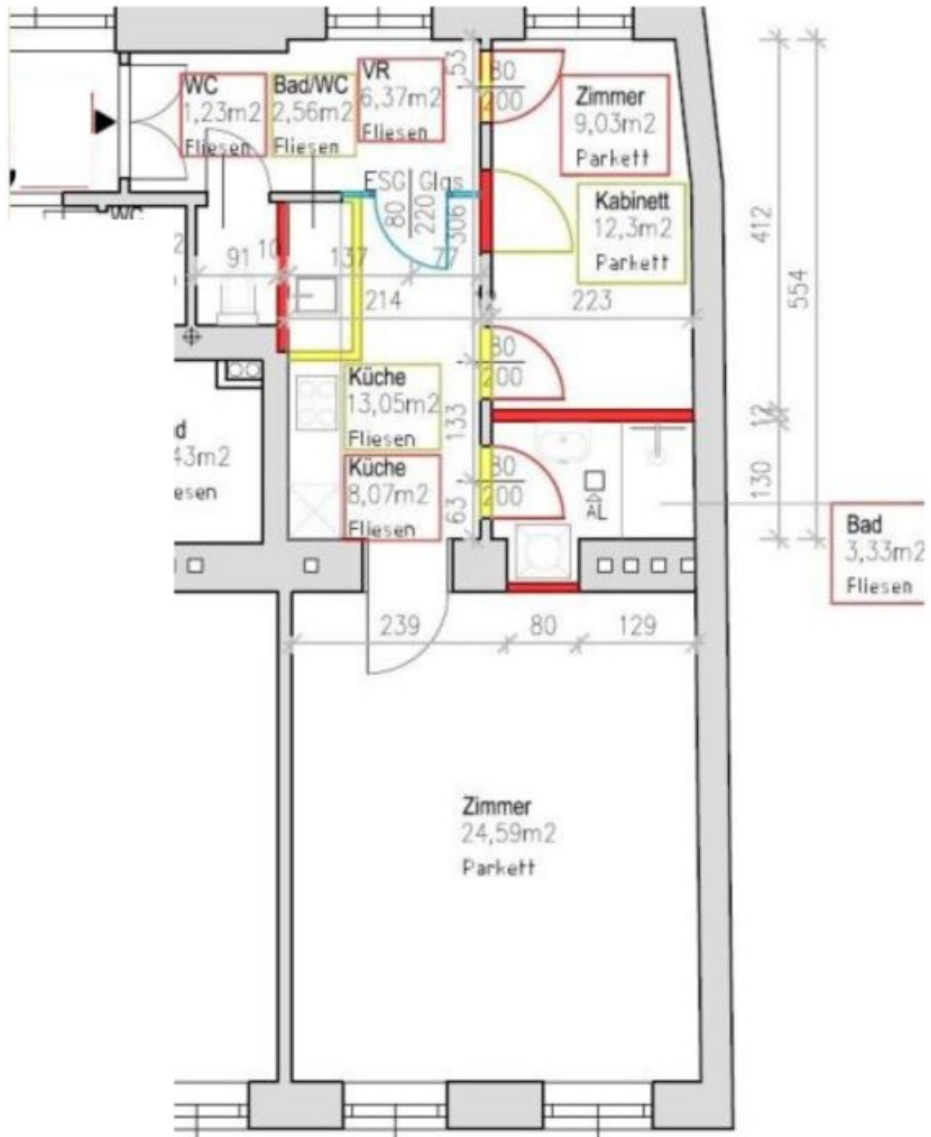 WC
1,23m2
Fliesen
Bad/WC
2,56m2
Fliesen
VR
6,37m2
Fliesen
53
80
200
Zimmer
9,03m2
Parkett
ESG Glas
80
220
306
Kabinett
12,3m2
Parkett
412
554
WC
91
10
137
77
214
223
80
200
Küche
13,05m2
Fliesen
133
12
d
43m2
esen
Küche
8,07m2
Fliesen
63
80
200
AL
130
Bad
3,33m2
Fliesen
239
80
129
Zimmer
24,59m2
Parkett